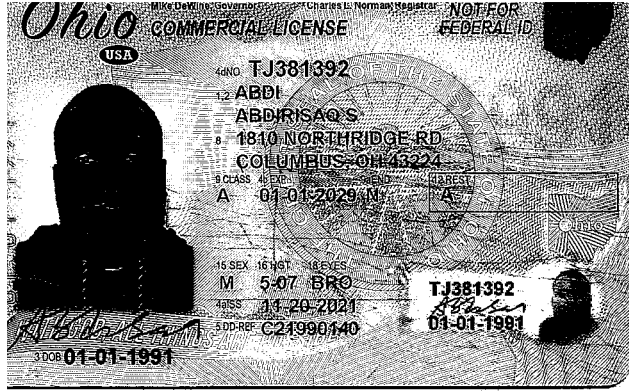 Ohio
USA
Mike DeWine, Governor
Charles L. Norman, Registrar
COMMERCIAL LICENSE
NOT FOR
FEDERAL ID
4d NO TJ381392
1,2 ABDI
ABDIRISAQ S
8 1810 NORTHRIDGE RD
COLUMBUS, OH 43224
9 CLASS 4b EXP 9a END 12 REST
A 01-01-2029 N A
15 SEX 16 HGT 18 EYES
M 5-07 BRO
4a ISS 11-20-2021
5 DD-REF C21990140
3 DOB 01-01-1991
TJ381392
01-01-1991